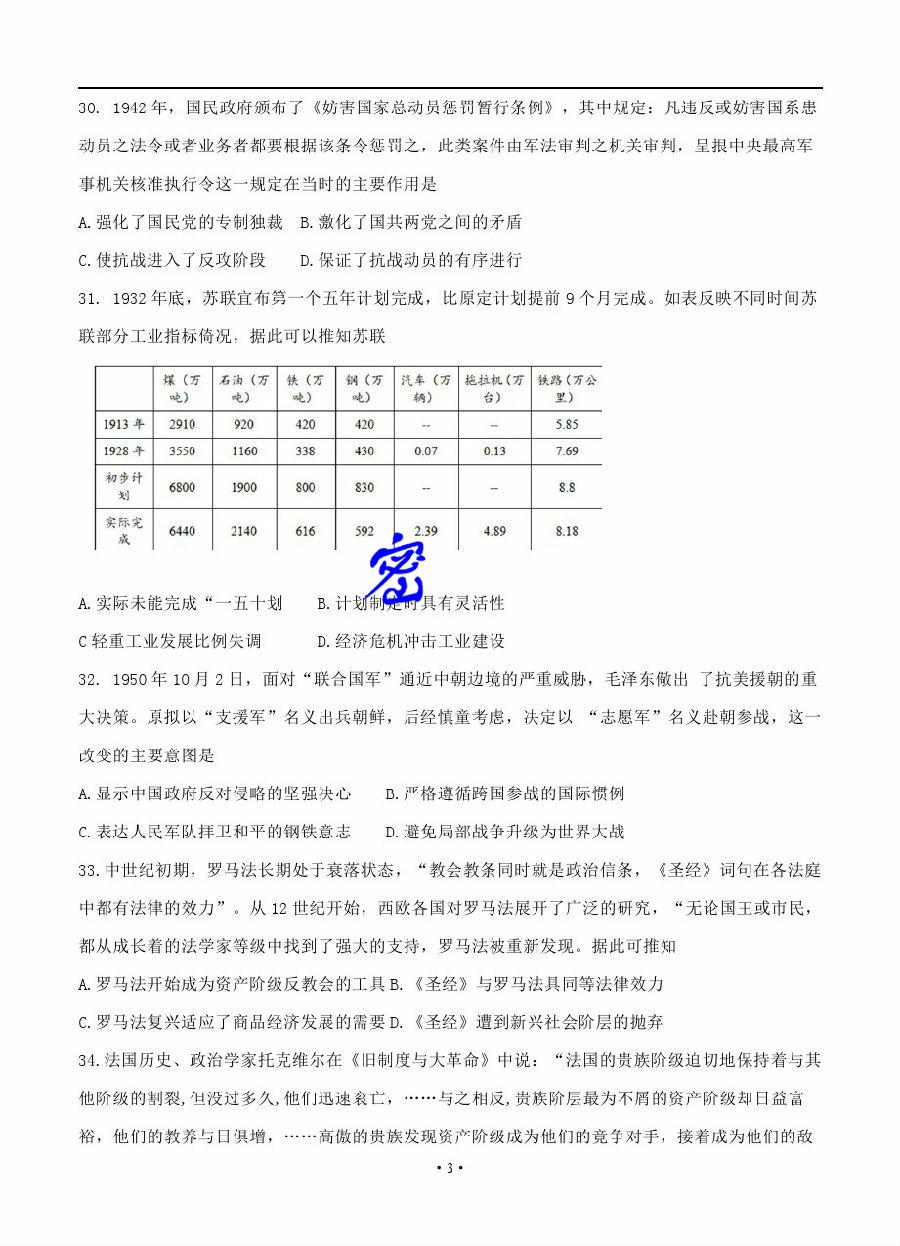 30. 1942 年，国民政府颁布了《妨害国家总动员惩罚暂行条例》，其中规定：凡违反或妨害国系患
动员之法令或老业务者都要根据该条令惩罚之，此类案件由军法审判之机关审判，呈报中央最高军
事机关核准执行令这一规定在当时的主要作用是
A.强化了国民党的专制独裁 B.激化了国共两党之间的矛盾
C.使抗战进入了反攻阶段 D.保证了抗战动员的有序进行
31. 1932 年底，苏联宣布第一个五年计划完成，比原定计划提前 9 个月完成。如表反映不同时间苏
联部分工业指标倚况，据此可以推知苏联
煤（万吨） 石油（万吨） 铁（万吨） 钢（万吨） 汽车（万辆） 拖拉机（万台） 铁路（万公里）
1913 年 2910 920 420 420 -- -- 5.85
1928 年 3550 1160 338 430 0.07 0.13 7.69
初步计划 6800 1900 800 830 -- -- 8.8
实际完成 6440 2140 616 592 2.39 4.89 8.18
密
A.实际未能完成“一五十划 B.计划制定时具有灵活性
C 轻重工业发展比例失调 D.经济危机冲击工业建设
32. 1950 年 10 月 2 日，面对“联合国军”通近中朝边境的严重威胁，毛泽东做出 了抗美援朝的重
大决策。原拟以“支援军”名义出兵朝鲜，后经慎童考虑，决定以 “志愿军”名义赴朝参战，这一
改变的主要意图是
A.显示中国政府反对侵略的坚强决心 B.严格遵循跨国参战的国际惯例
C.表达人民军队拝卫和平的钢铁意志 D.避免局部战争升级为世界大战
33.中世纪初期，罗马法长期处于衰落状态，“教会教条同时就是政治信条，《圣经》词句在各法庭
中都有法律的效力”。从 12 世纪开始，西欧各国对罗马法展开了广泛的研究，“无论国王或市民，
都从成长着的法学家等级中找到了强大的支持，罗马法被重新发现。据此可推知
A.罗马法开始成为资产阶级反教会的工具 B.《圣经》与罗马法具同等法律效力
C.罗马法复兴适应了商品经济发展的需要 D.《圣经》遭到新兴社会阶层的抛弃
34.法国历史、政治学家托克维尔在《旧制度与大革命》中说：“法国的贵族阶级迫切地保持着与其
他阶级的割裂,但没过多久,他们迅速衰亡，……与之相反,贵族阶层最为不屑的资产阶级却日益富
裕，他们的教养与日俱增，……高傲的贵族发现资产阶级成为他们的竞争对手，接着成为他们的敌
·3·